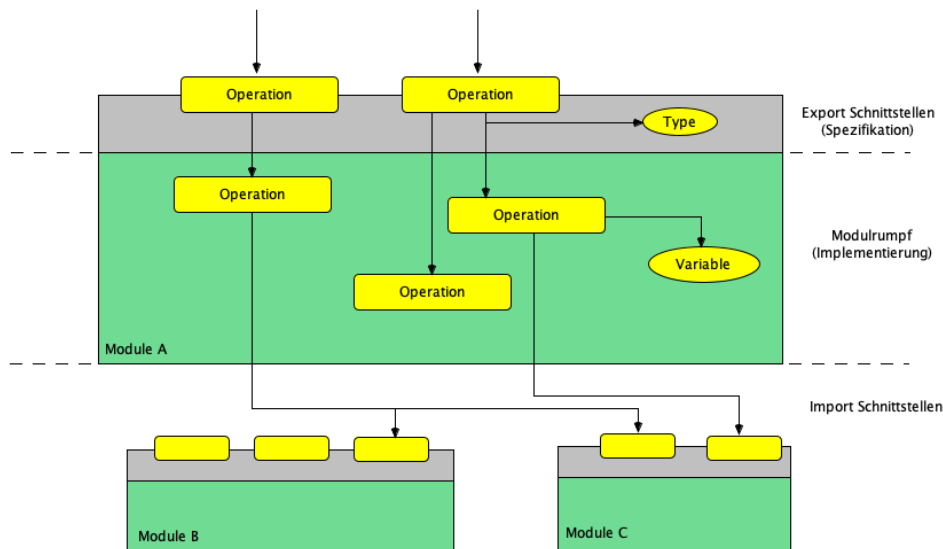 Operation
Operation
Type
Export Schnittstellen
(Spezifikation)
Operation
Operation
Modulrumpf
(Implementierung)
Variable
Operation
Module A
Import Schnittstellen
Module B
Module C